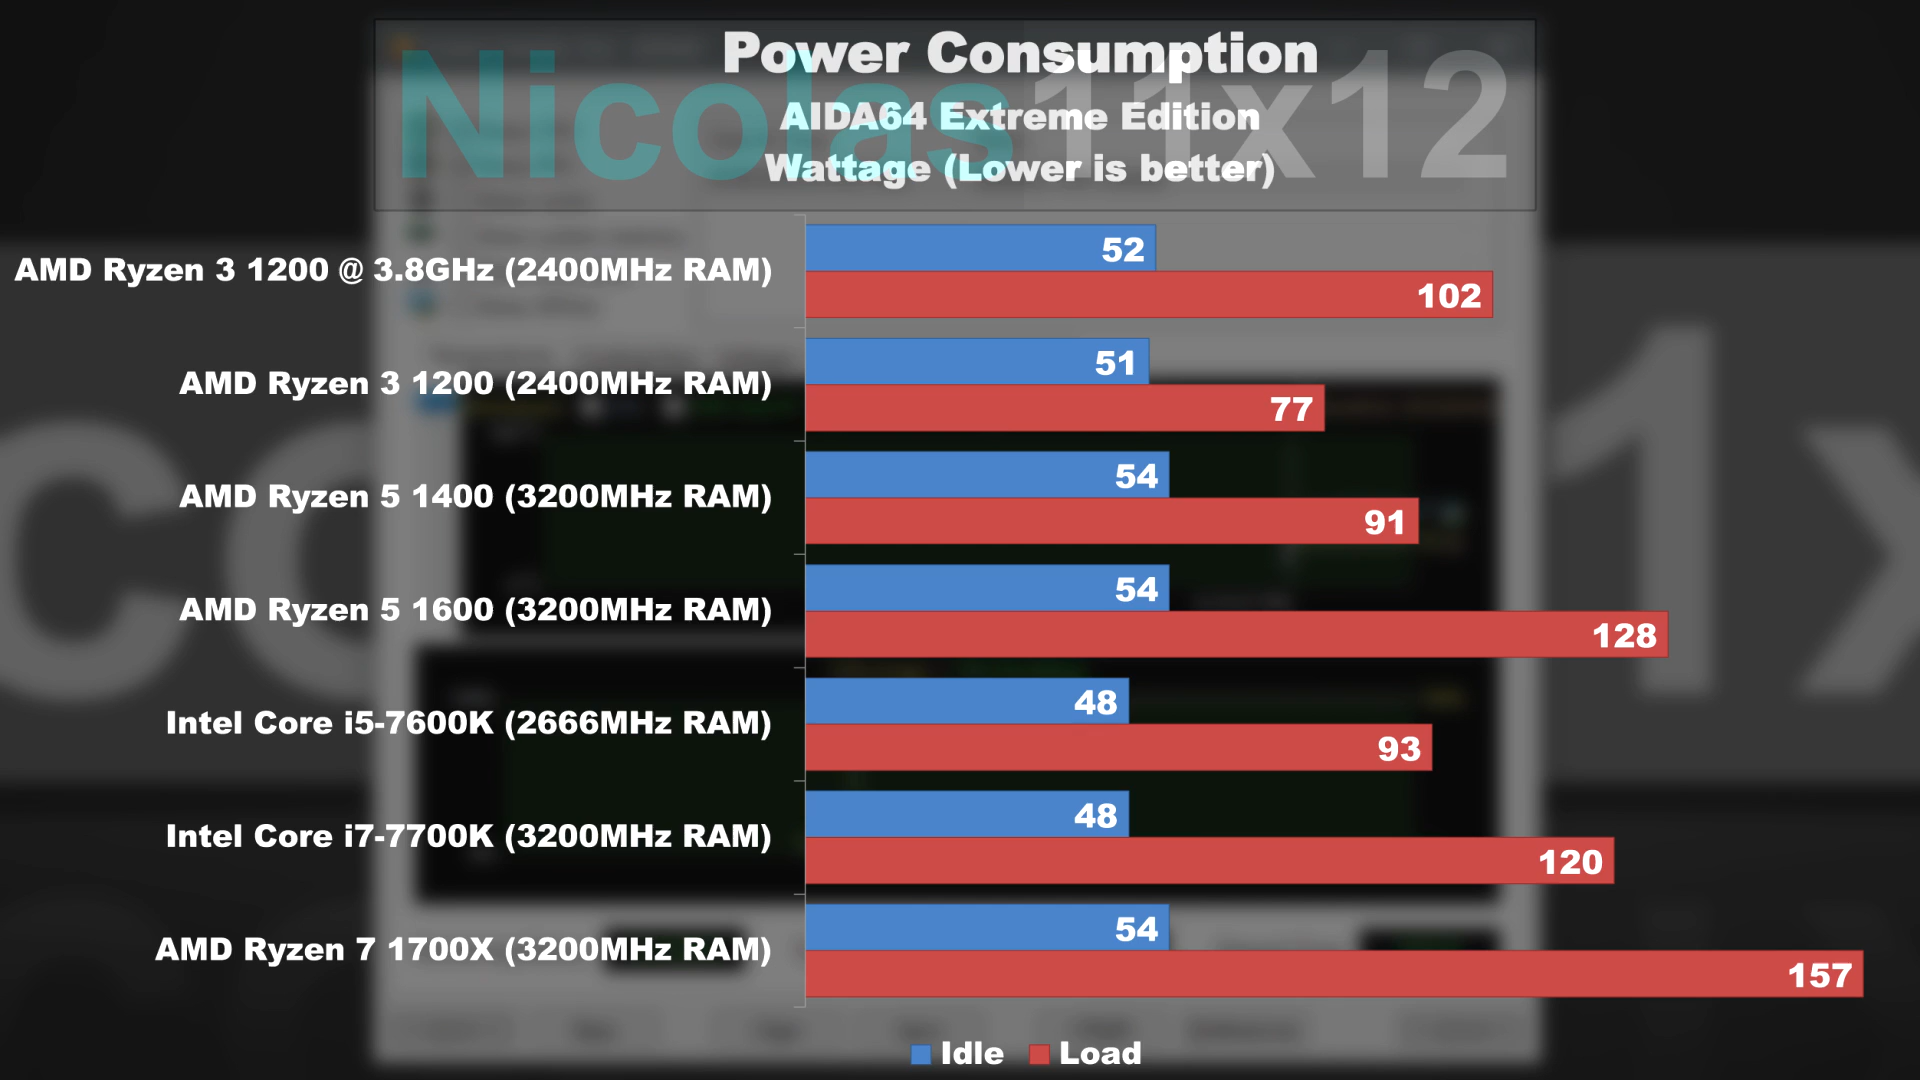 Power Consumption
Nicolas11x12
AIDA64 Extreme Edition
Wattage (Lower is better)
AMD Ryzen 3 1200 @ 3.8GHz (2400MHz RAM)
52
102
AMD Ryzen 3 1200 (2400MHz RAM)
51
77
AMD Ryzen 5 1400 (3200MHz RAM)
54
91
AMD Ryzen 5 1600 (3200MHz RAM)
54
128
Intel Core i5-7600K (2666MHz RAM)
48
93
Intel Core i7-7700K (3200MHz RAM)
48
120
AMD Ryzen 7 1700X (3200MHz RAM)
54
157
Idle Load